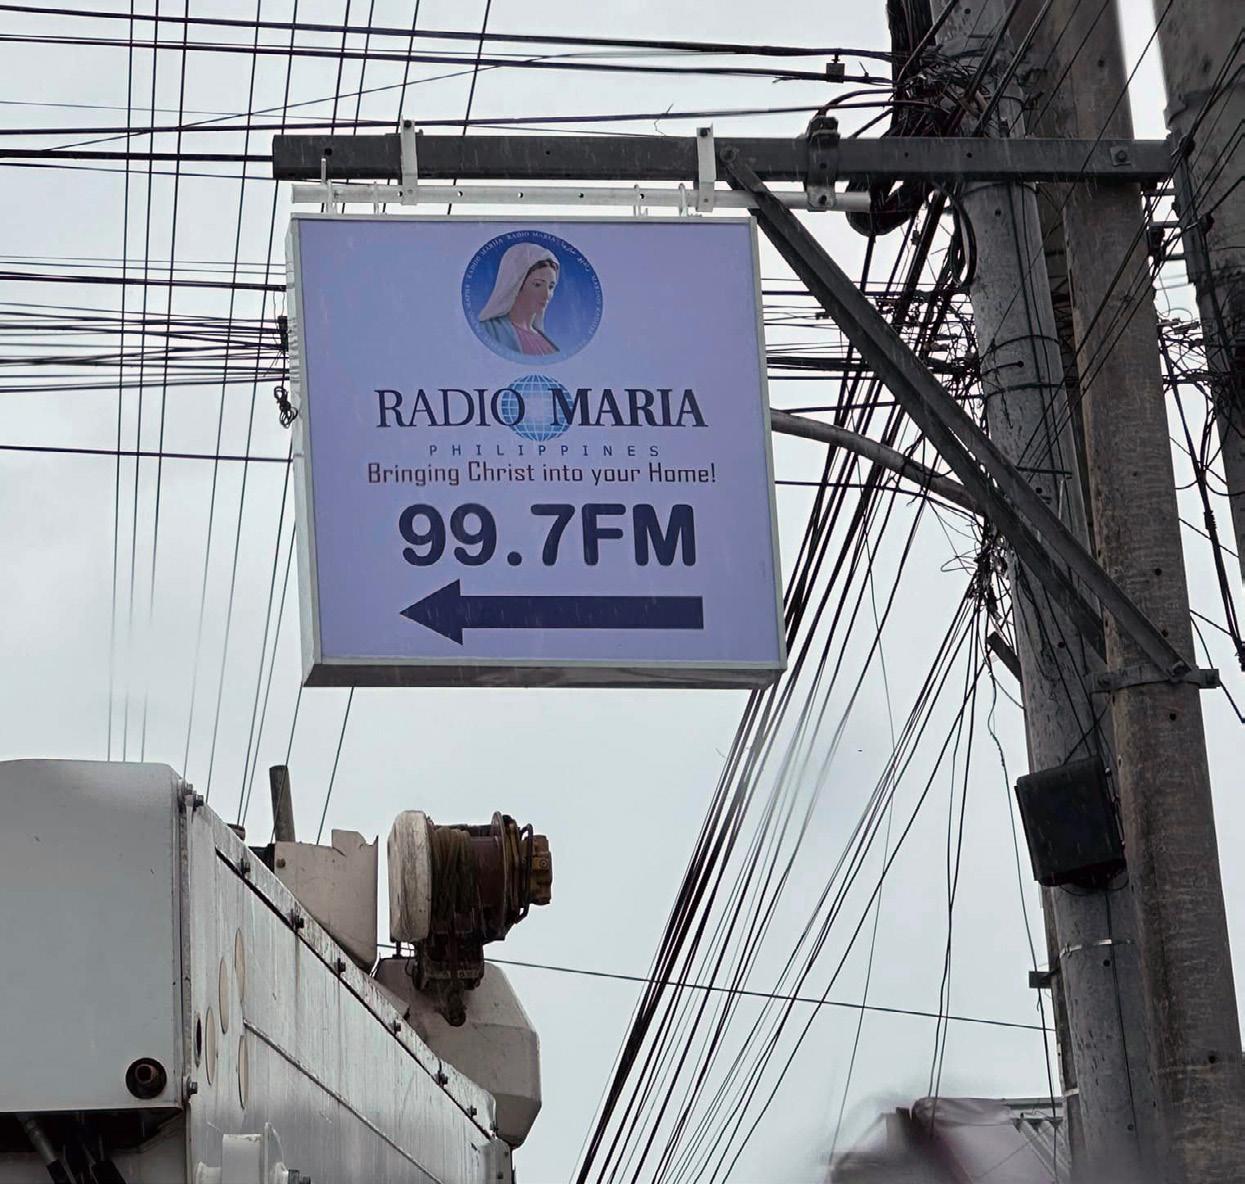 RADIO MARIA
PHILIPPINES
Bringing Christ into your Home!
99.7FM